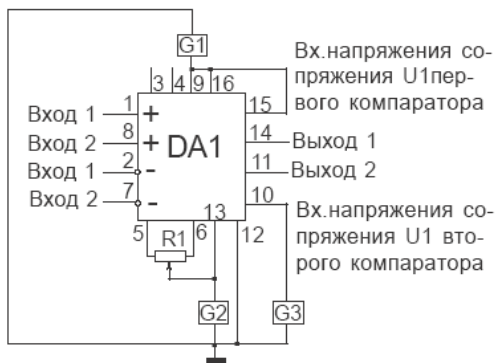 G1
Вх.напряжения со-
пряжения U1пер-
вого компаратора
3 4 9 16
Вход 1 1 + 15
Вход 2 8 + DA1 14 Выход 1
Вход 1 2 - 11 Выход 2
Вход 2 7 - 10
Вх.напряжения со-
пряжения U1 вто-
рого компаратора
5 R1 6 13 12
G2 G3